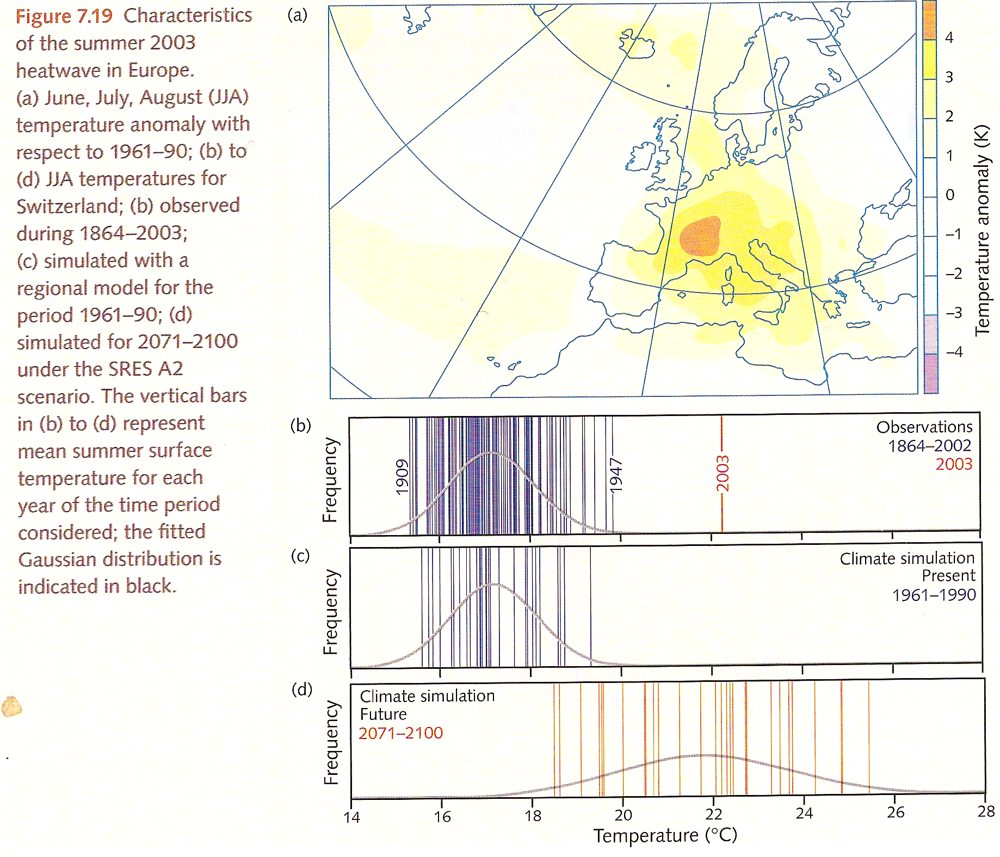 Figure 7.19 Characteristics
of the summer 2003
heatwave in Europe.
(a) June, July, August (JJA)
temperature anomaly with
respect to 1961–90; (b) to
(d) JJA temperatures for
Switzerland; (b) observed
during 1864–2003;
(c) simulated with a
regional model for the
period 1961–90; (d)
simulated for 2071–2100
under the SRES A2
scenario. The vertical bars
in (b) to (d) represent
mean summer surface
temperature for each
year of the time period
considered; the fitted
Gaussian distribution is
indicated in black.
(a)
4
3
2
1
0
–1
–2
–3
–4
Temperature anomaly (K)
(b)
Frequency
1909
1947
2003
Observations
1864–2002
2003
(c)
Frequency
Climate simulation
Present
1961–1990
(d)
Frequency
Climate simulation
Future
2071–2100
14 16 18 20 22 24 26 28
Temperature (°C)